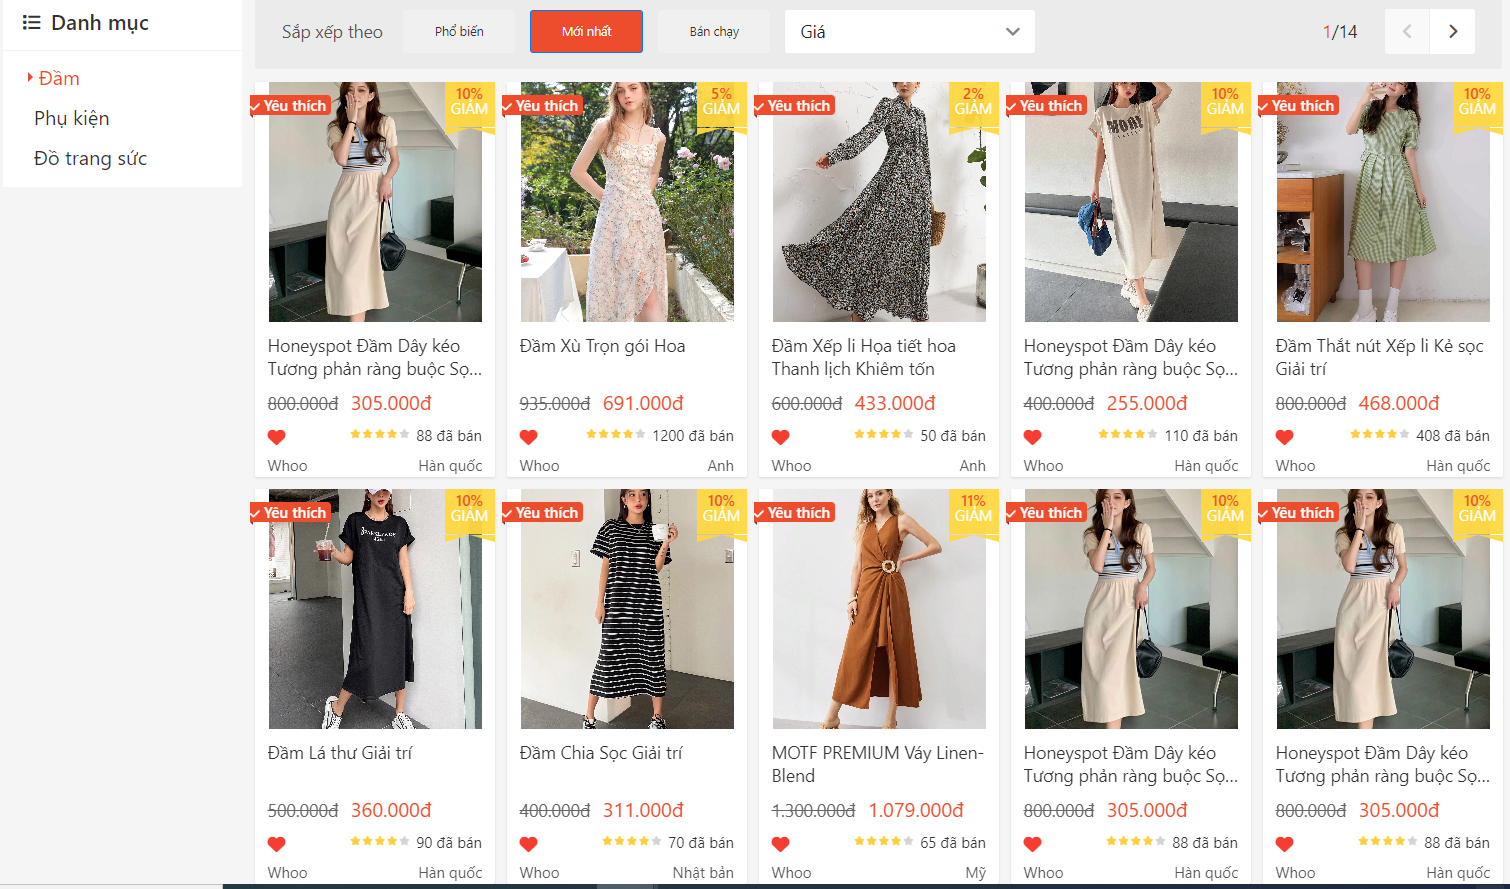 Danh mục
Đầm
Phụ kiện
Đồ trang sức
Sắp xếp theo
Phổ biến
Mới nhất
Bán chạy
Giá
1/14
Yêu thích
10%
GIẢM
Honeyspot Đầm Dây kéo
Tương phản ràng buộc Sọ...
800.000đ 305.000đ
88 đã bán
Whoo Hàn quốc
Yêu thích
5%
GIẢM
Đầm Xù Trọn gói Hoa
935.000đ 691.000đ
1200 đã bán
Whoo Anh
Yêu thích
2%
GIẢM
Đầm Xếp li Họa tiết hoa
Thanh lịch Khiêm tốn
600.000đ 433.000đ
50 đã bán
Whoo Anh
Yêu thích
10%
GIẢM
MORE
Honeyspot Đầm Dây kéo
Tương phản ràng buộc Sọ...
400.000đ 255.000đ
110 đã bán
Whoo Hàn quốc
Yêu thích
10%
GIẢM
Đầm Thắt nút Xếp li Kẻ sọc
Giải trí
800.000đ 468.000đ
408 đã bán
Whoo Hàn quốc
Yêu thích
10%
GIẢM
Đầm Lá thư Giải trí
500.000đ 360.000đ
90 đã bán
Whoo Hàn quốc
Yêu thích
10%
GIẢM
Đầm Chia Sọc Giải trí
400.000đ 311.000đ
70 đã bán
Whoo Nhật bản
Yêu thích
11%
GIẢM
MOTF PREMIUM Váy Linen-
Blend
1.300.000đ 1.079.000đ
65 đã bán
Whoo Mỹ
Yêu thích
10%
GIẢM
Honeyspot Đầm Dây kéo
Tương phản ràng buộc Sọ...
800.000đ 305.000đ
88 đã bán
Whoo Hàn quốc
Yêu thích
10%
GIẢM
Honeyspot Đầm Dây kéo
Tương phản ràng buộc Sọ...
800.000đ 305.000đ
88 đã bán
Whoo Hàn quốc